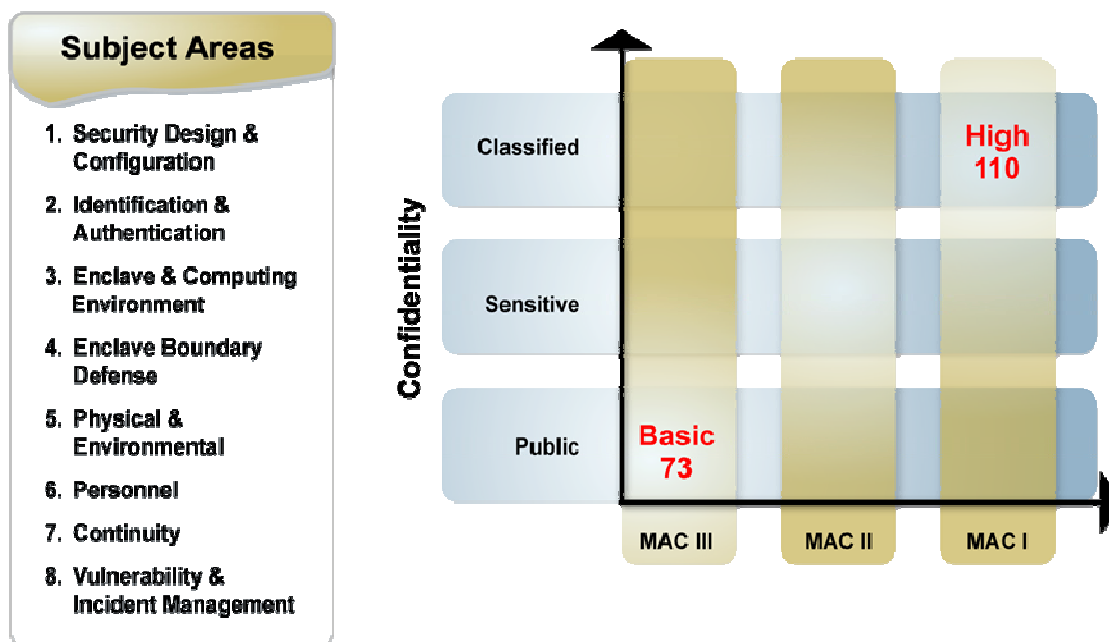 Subject Areas
1. Security Design &
Configuration
2. Identification &
Authentication
3. Enclave & Computing
Environment
4. Enclave Boundary
Defense
5. Physical &
Environmental
6. Personnel
7. Continuity
8. Vulnerability &
Incident Management
Confidentiality
Classified
High
110
Sensitive
Public
Basic
73
MAC III
MAC II
MAC I